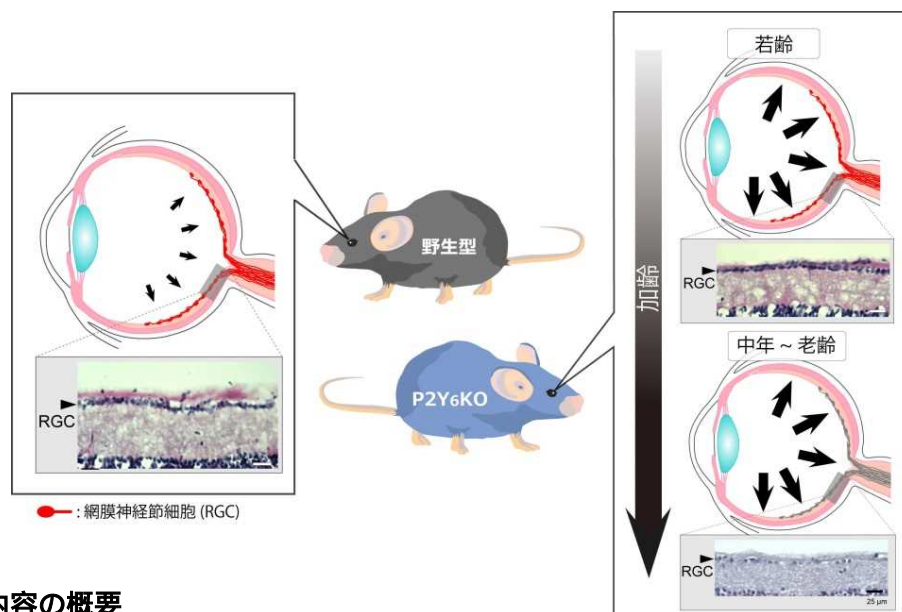 若齢
野生型
加齢
RGC
中年 ~ 老齢
P2Y6KO
RGC
: 網膜神経節細胞 (RGC)
RGC
25 μm
内容の概要